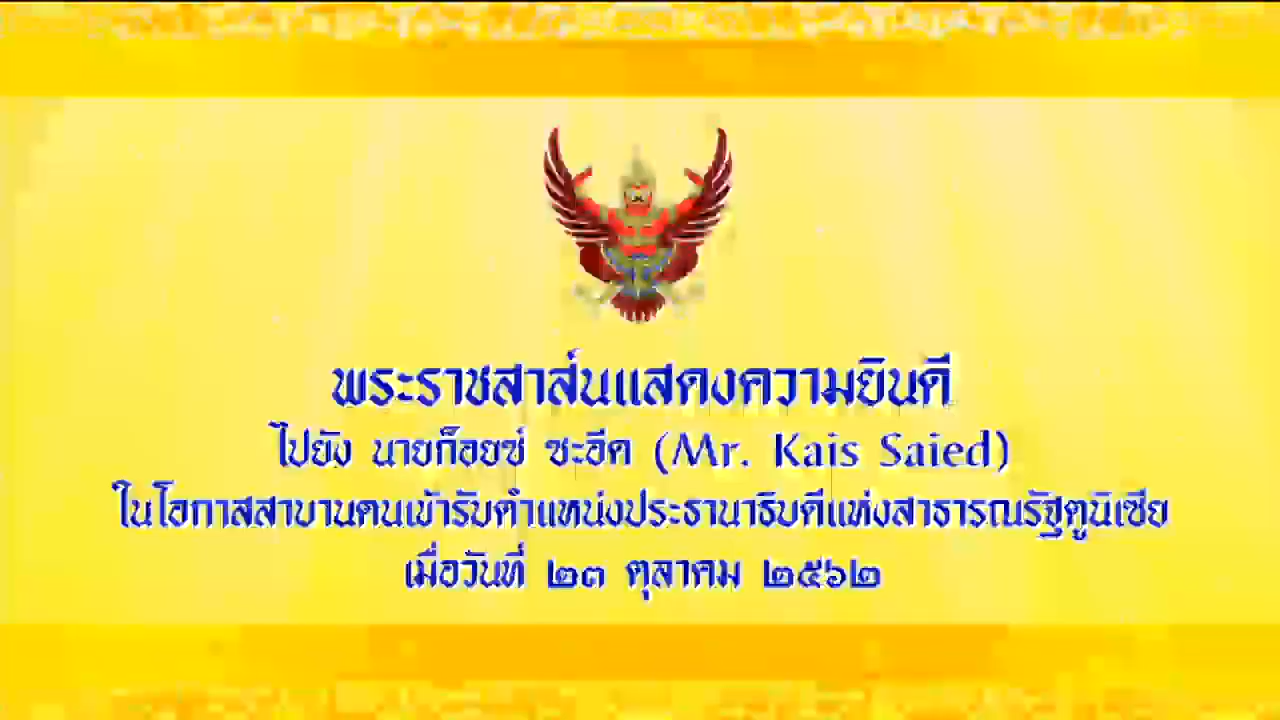 พระราชสาส์นแสดงความยินดี
ไปยัง นายก็อยซ์ ซะอีด (Mr. Kais Saied)
ในโอกาสสาบานตนเข้ารับตำแหน่งประธานาธิบดีแห่งสาธารณรัฐตูนิเซีย
เมื่อวันที่ ๒๓ ตุลาคม ๒๕๖๒